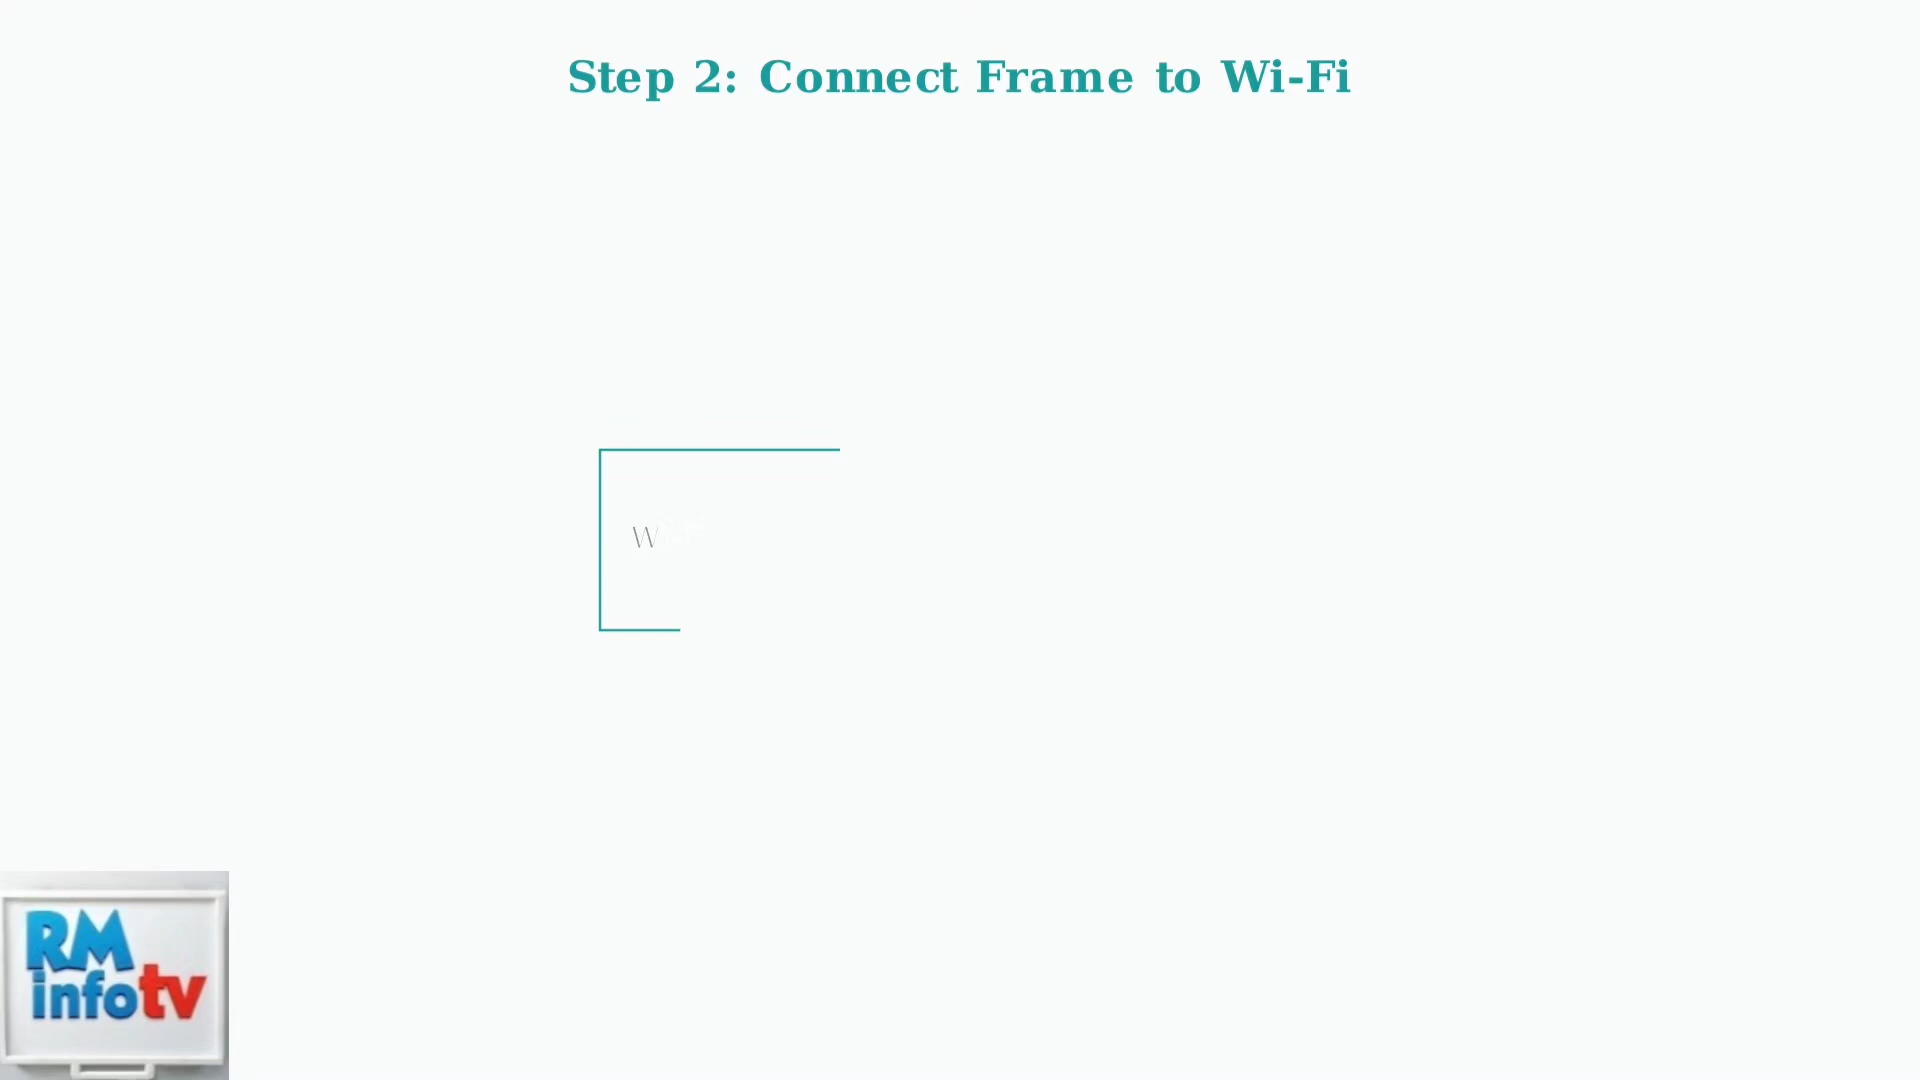 Step 2: Connect Frame to Wi-Fi
W
RM
infotv